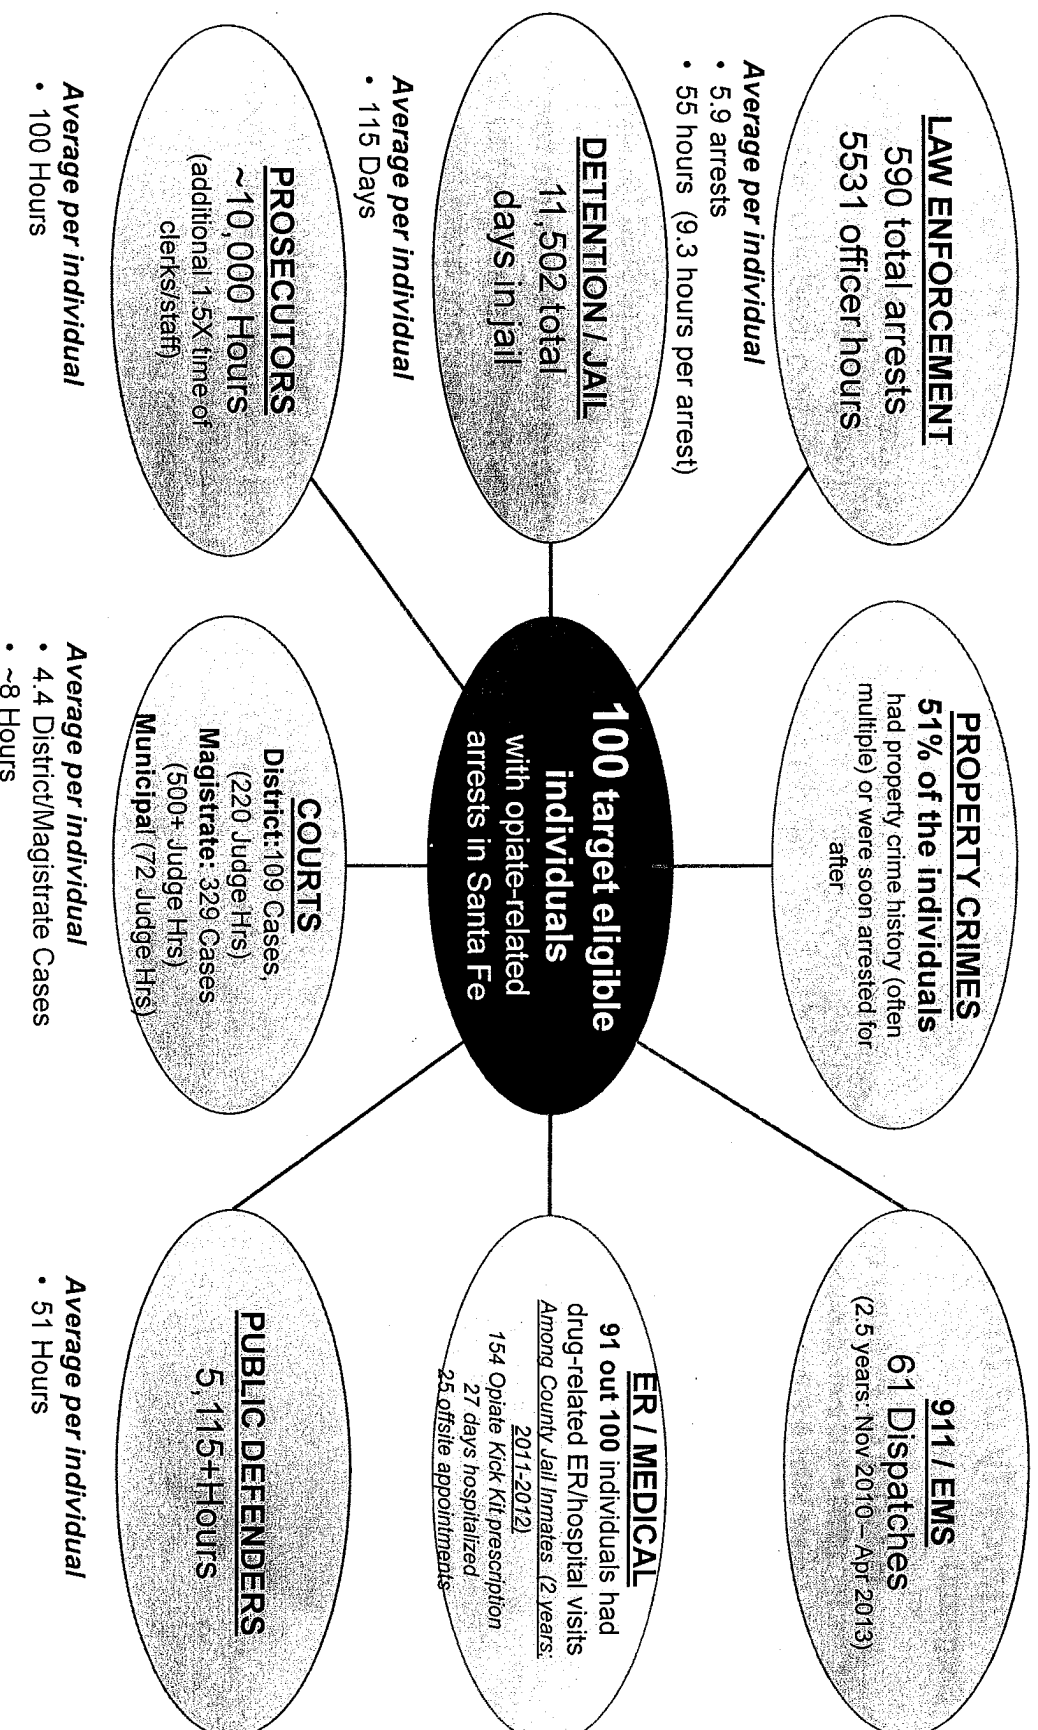 LAW ENFORCEMENT
590 total arrests
5531 officer hours
Average per individual
• 5.9 arrests
• 55 hours (9.3 hours per arrest)
PROPERTY CRIMES
51% of the individuals
had property crime history (often
multiple) or were soon arrested for
after
911 / EMS
61 Dispatches
(2.5 years: Nov 2010 – Apr 2013)
DETENTION / JAIL
11,502 total
days in jail
Average per individual
• 115 Days
100 target eligible
individuals
with opiate-related
arrests in Santa Fe
ER / MEDICAL
91 out 100 individuals had
drug-related ER/hospital visits
Among County Jail Inmates (2 years:
2011-2012)
154 Opiate Kick Kit prescription
27 days hospitalized
25 offsite appointments
PROSECUTORS
~10,000 Hours
(additional 1.5X time of
clerks/staff)
Average per individual
• 100 Hours
COURTS
District:109 Cases,
(220 Judge Hrs)
Magistrate: 329 Cases
(500+ Judge Hrs)
Municipal (72 Judge Hrs)
Average per individual
• 4.4 District/Magistrate Cases
• ~8 Hours
PUBLIC DEFENDERS
5,115+Hours
Average per individual
• 51 Hours